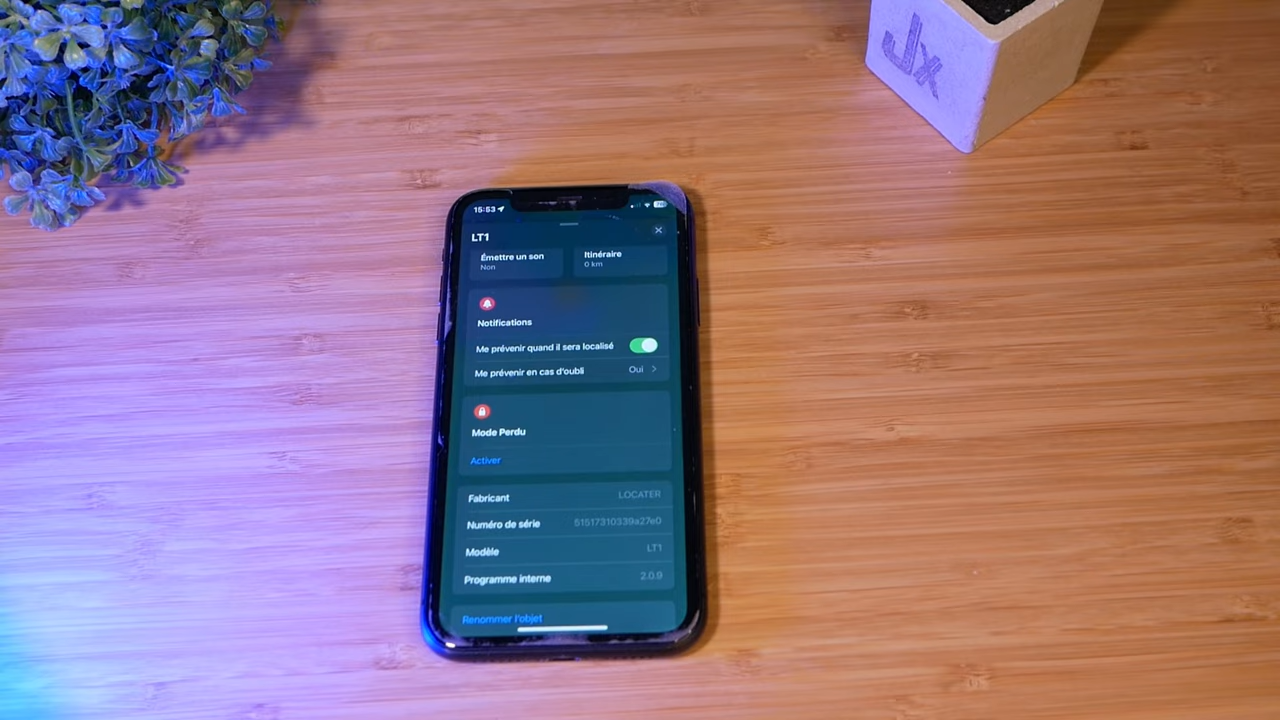 Jx
15:53
LT1
Émettre un son
Non
Itinéraire
0 km
Notifications
Me prévenir quand il sera localisé
Me prévenir en cas d'oubli
Oui
Mode Perdu
Activer
Fabricant
LOCATER
Numéro de série
51517310339a27e0
Modèle
LT1
Programme interne
2.0.9
Renommer l'objet